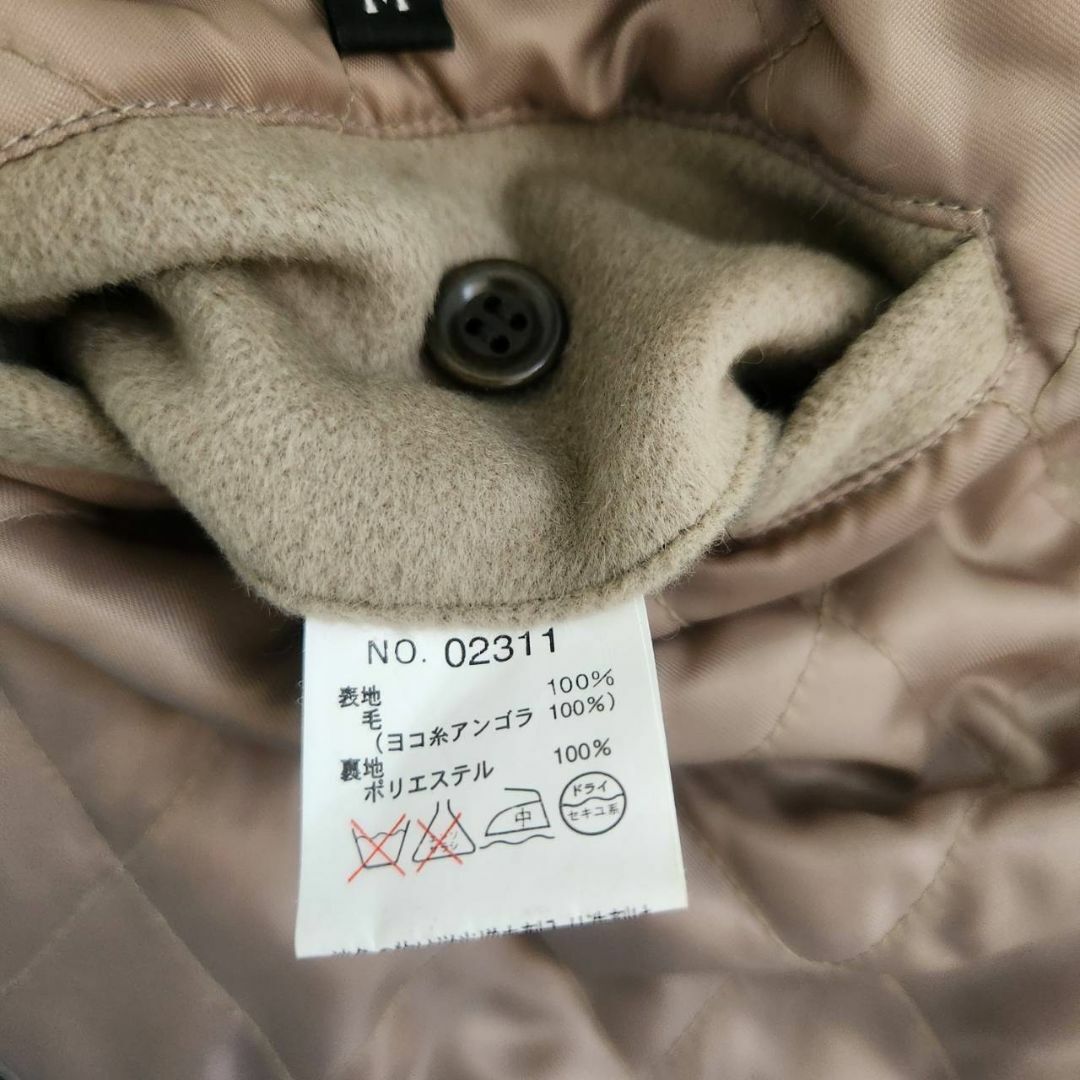 M
NO. 02311
表地
毛 100%
(ヨコ糸アンゴラ 100%)
裏地
ポリエステル 100%
中
ドライ
セキユ系